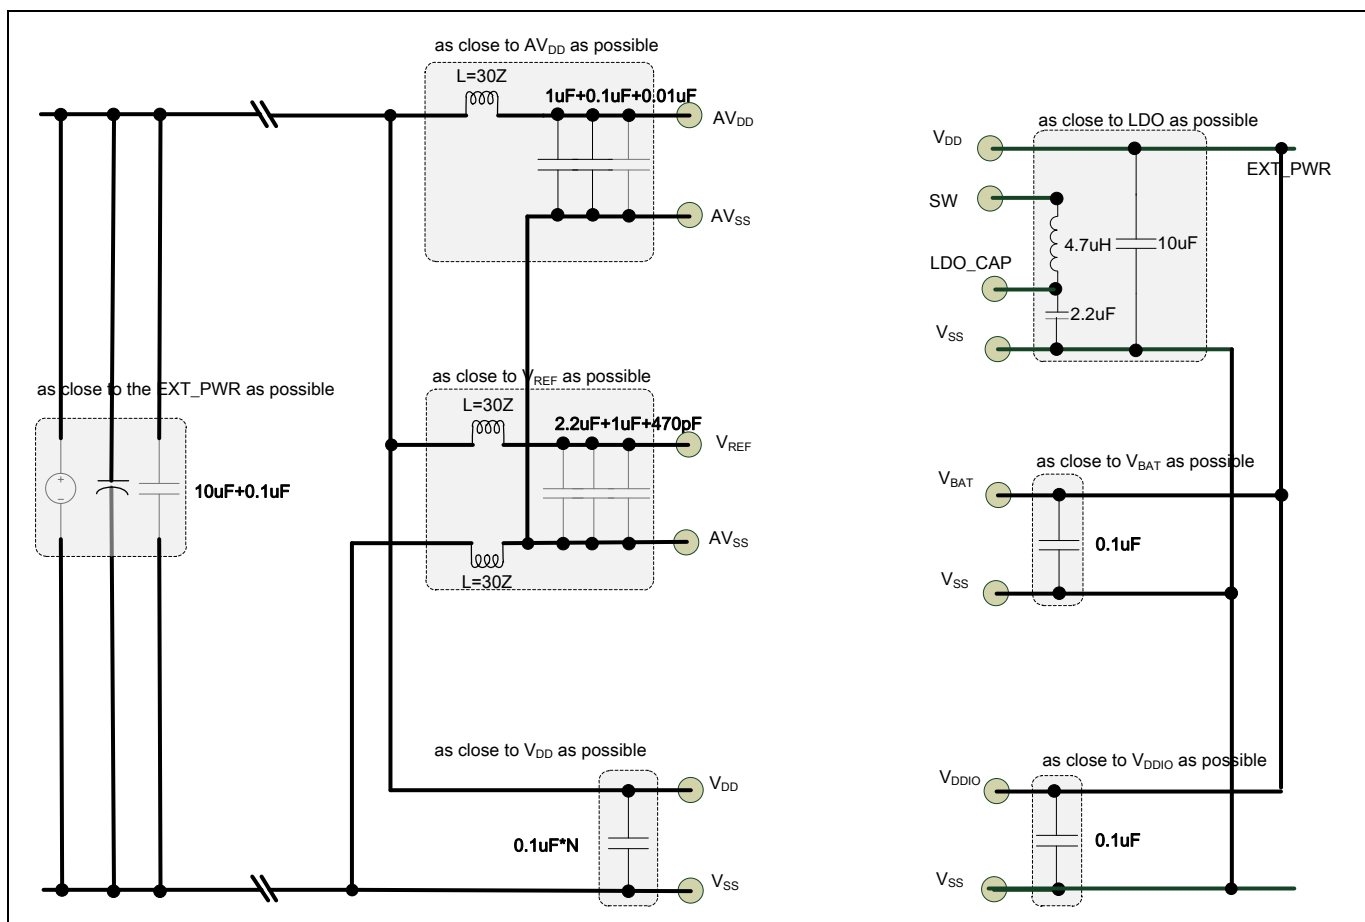 as close to AVDD as possible
L=30Z
1uF+0.1uF+0.01uF
AVDD
AVSS
as close to the EXT_PWR as possible
+
−
10uF+0.1uF
as close to VREF as possible
L=30Z
2.2uF+1uF+470pF
VREF
AVSS
L=30Z
as close to VDD as possible
VDD
0.1uF*N
VSS
as close to LDO as possible
VDD
EXT_PWR
SW
4.7uH
10uF
LDO_CAP
2.2uF
VSS
as close to VBAT as possible
VBAT
0.1uF
VSS
as close to VDDIO as possible
VDDIO
0.1uF
VSS